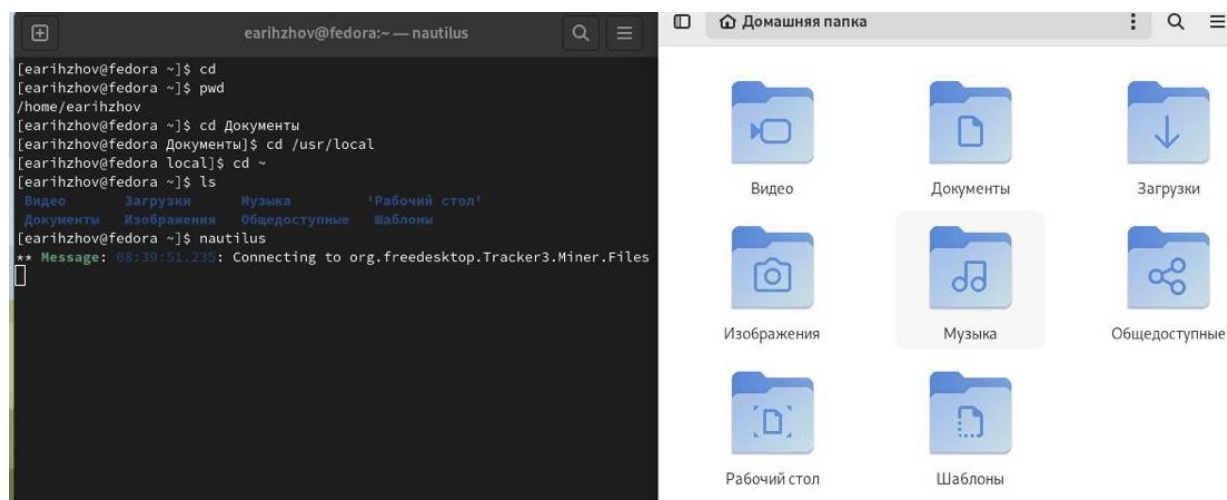 earihzhov@fedora:~ — nautilus
[earihzhov@fedora ~]$ cd
[earihzhov@fedora ~]$ pwd
/home/earihzhov
[earihzhov@fedora ~]$ cd Документы
[earihzhov@fedora Документы]$ cd /usr/local
[earihzhov@fedora local]$ cd ~
[earihzhov@fedora ~]$ ls
Видео Загрузки Музыка 'Рабочий стол'
Документы Изображения Общедоступные Шаблоны
[earihzhov@fedora ~]$ nautilus
** Message: 08:39:51.235: Connecting to org.freedesktop.Tracker3.Miner.Files
Домашняя папка
Видео Документы Загрузки
Изображения Музыка Общедоступные
Рабочий стол Шаблоны